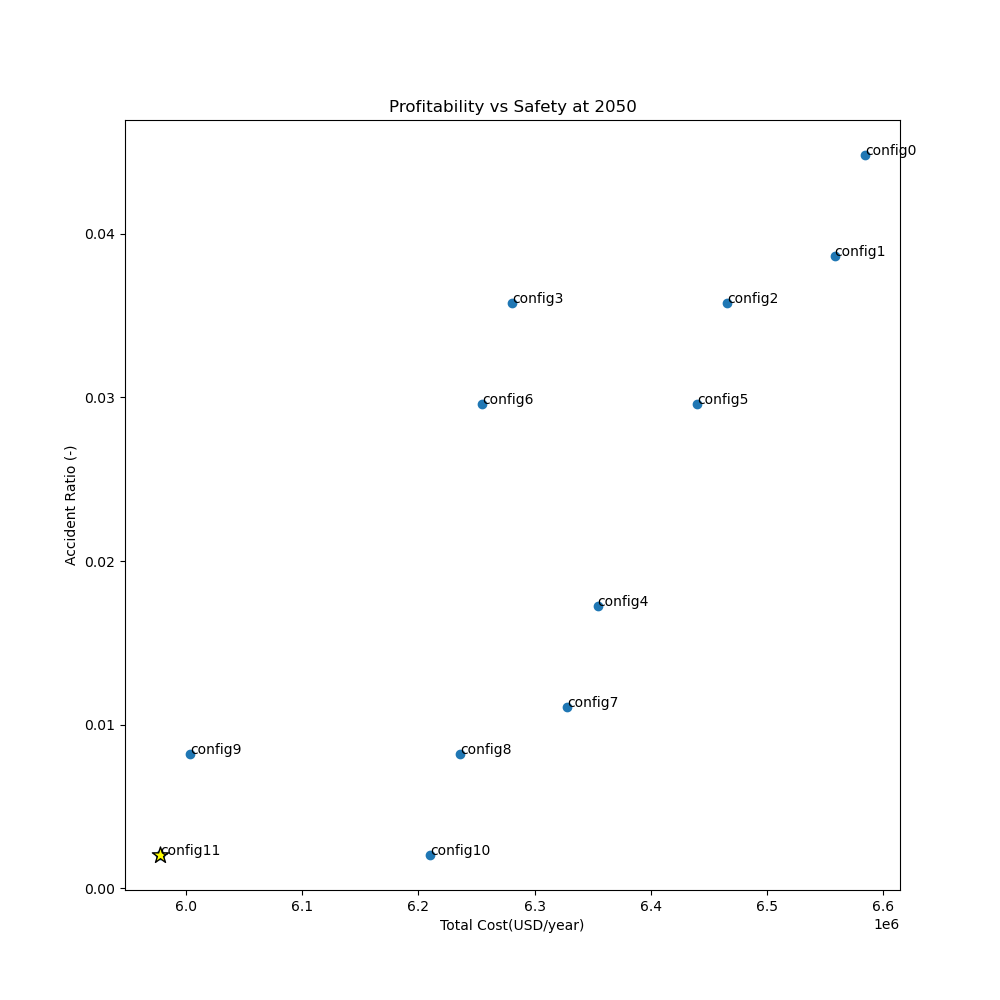 Profitability vs Safety at 2050
config0
0.04
config1
config3
config2
0.03
config6
config5
Accident Ratio (-)
0.02
config4
config7
0.01
config9
config8
config11
config10
0.00
6.0 6.1 6.2 6.3 6.4 6.5 6.6
1e6
Total Cost(USD/year)